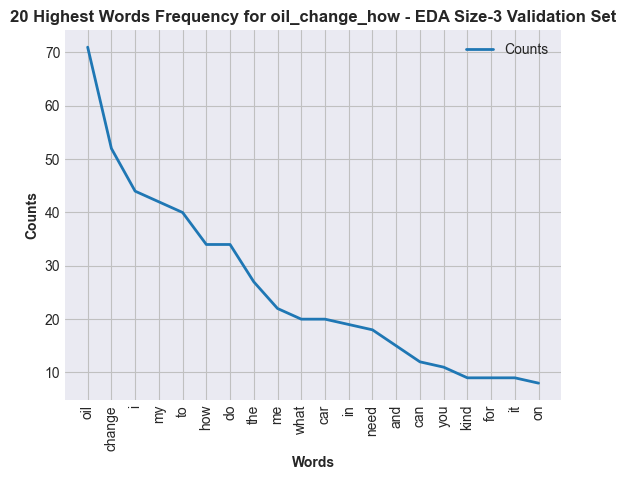 20 Highest Words Frequency for oil_change_how - EDA Size-3 Validation Set
Counts
70
60
50
40
30
20
10
Counts
oil
change
i
my
to
how
do
the
me
what
car
in
need
and
can
you
kind
for
it
on
Words